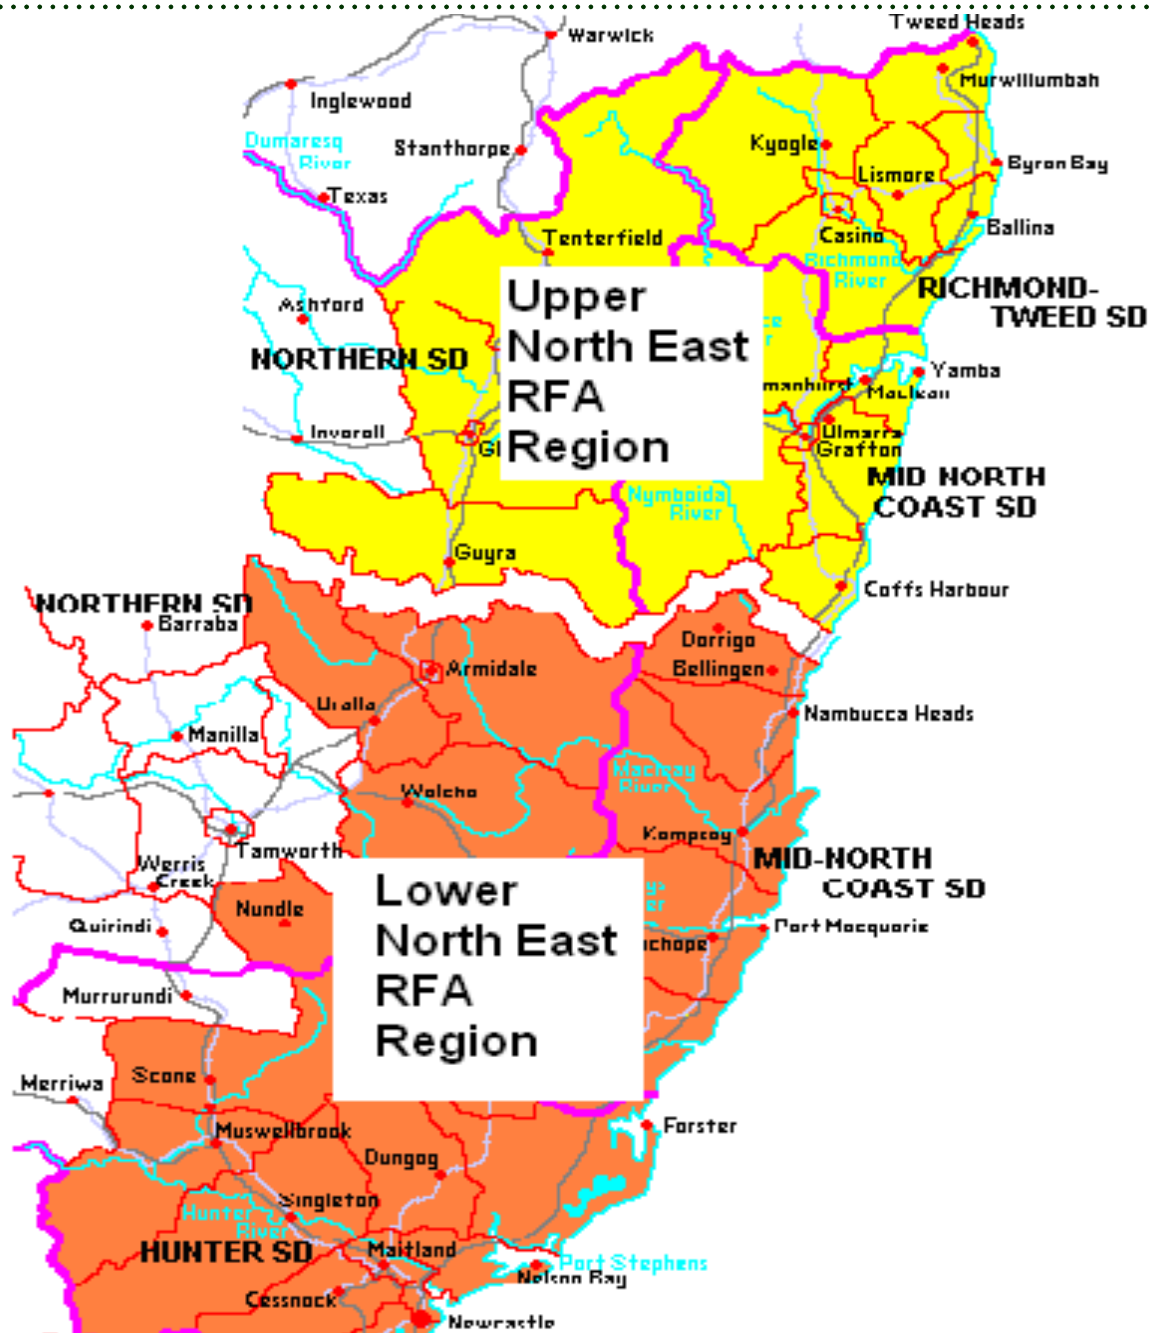 Tweed Heads
Warwick
Murwillumbah
Inglewood
Dumaresq
River
Stanthorpe
Kyogle
Byron Bay
Lismore
Texas
Ballina
Casino
Tenterfield
Richmond
River
RICHMOND-
TWEED SD
Ashford
Upper
North East
RFA
Region
NORTHERN SD
Yamba
manhurst
Maclean
Inverell
Ulmarra
Grafton
MID NORTH
COAST SD
Nymboida
River
Guyra
Coffs Harbour
NORTHERN SD
Barraba
Dorrigo
Bellingen
Armidale
Uralla
Nambucca Heads
Manilla
Macleay
River
Walcha
Kempsey
Tamworth
MID-NORTH
COAST SD
Werris
Creek
Lower
North East
RFA
Region
Nundle
Quirindi
Port Macquarie
chope
Murrurundi
Scone
Merriwa
Muswellbrook
Forster
Dungog
Singleton
Hunter
River
HUNTER SD
Maitland
Port Stephens
Nelson Bay
Cessnock
Newcastle